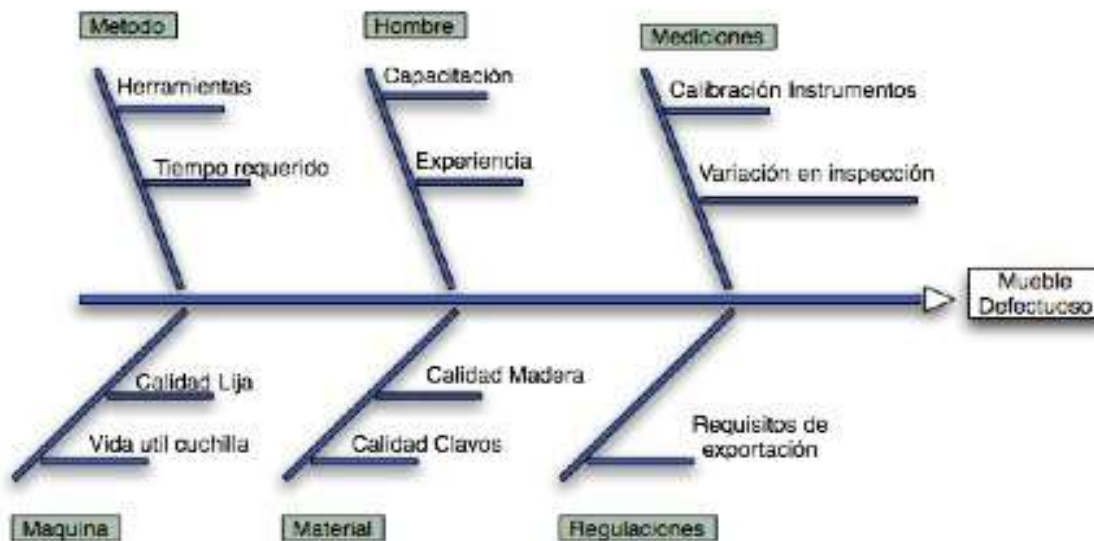 Metodo
Hombre
Mediciones
Herramientas
Capacitación
Calibración Instrumentos
Tiempo requerido
Experiencia
Variación en inspección
Mueble
Defectuoso
Calidad Lija
Calidad Madera
Vida util cuchilla
Calidad Clavos
Requisitos de
exportación
Maquina
Material
Regulaciones